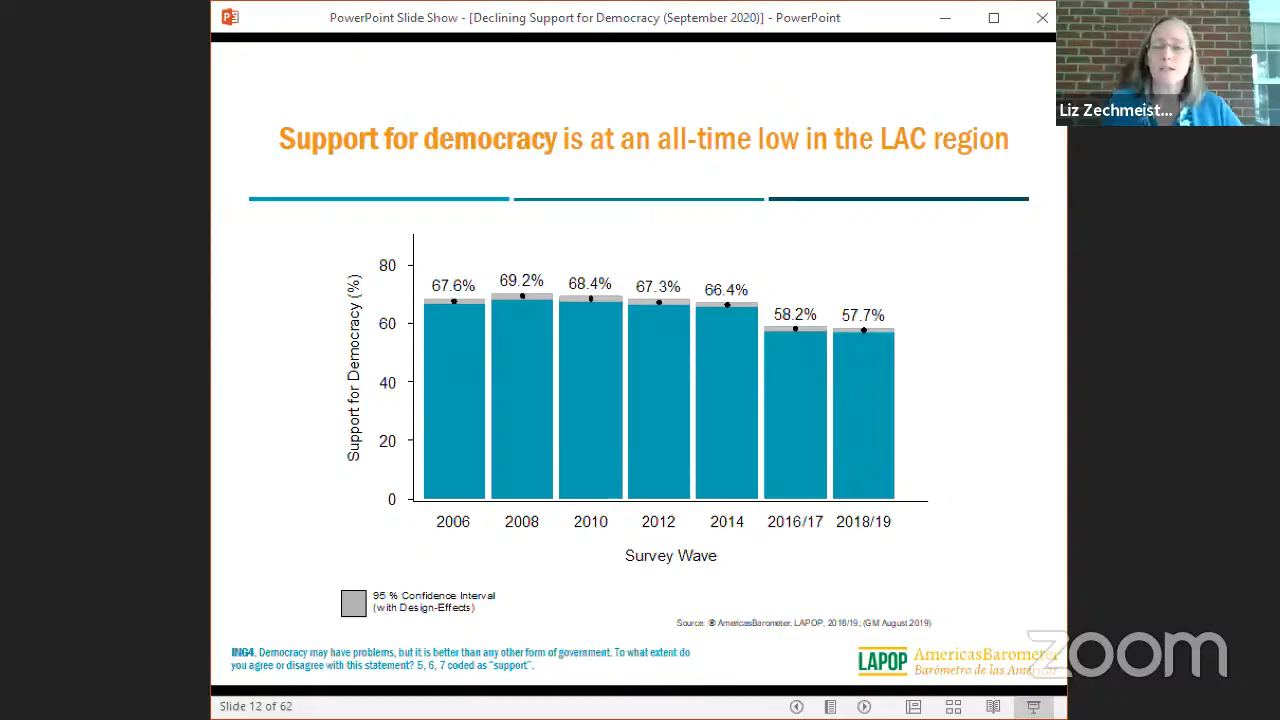 PowerPoint Slide Show - [Declining Support for Democracy (September 2020)] - PowerPoint
Liz Zechmeist...
Support for democracy is at an all-time low in the LAC region
Support for Democracy (%)
80
60
40
20
0
67.6%
69.2%
68.4%
67.3%
66.4%
58.2%
57.7%
2006
2008
2010
2012
2014
2016/17
2018/19
Survey Wave
95 % Confidence Interval
(with Design-Effects)
Source: ® AmericasBarometer, LAPOP, 2018/19; (GM August 2019)
ING4. Democracy may have problems, but it is better than any other form of government. To what extent do
you agree or disagree with this statement? 5, 6, 7 coded as “support”.
LAPOP
AmericasBarometer
Barómetro de las Américas
zoom
Slide 12 of 62